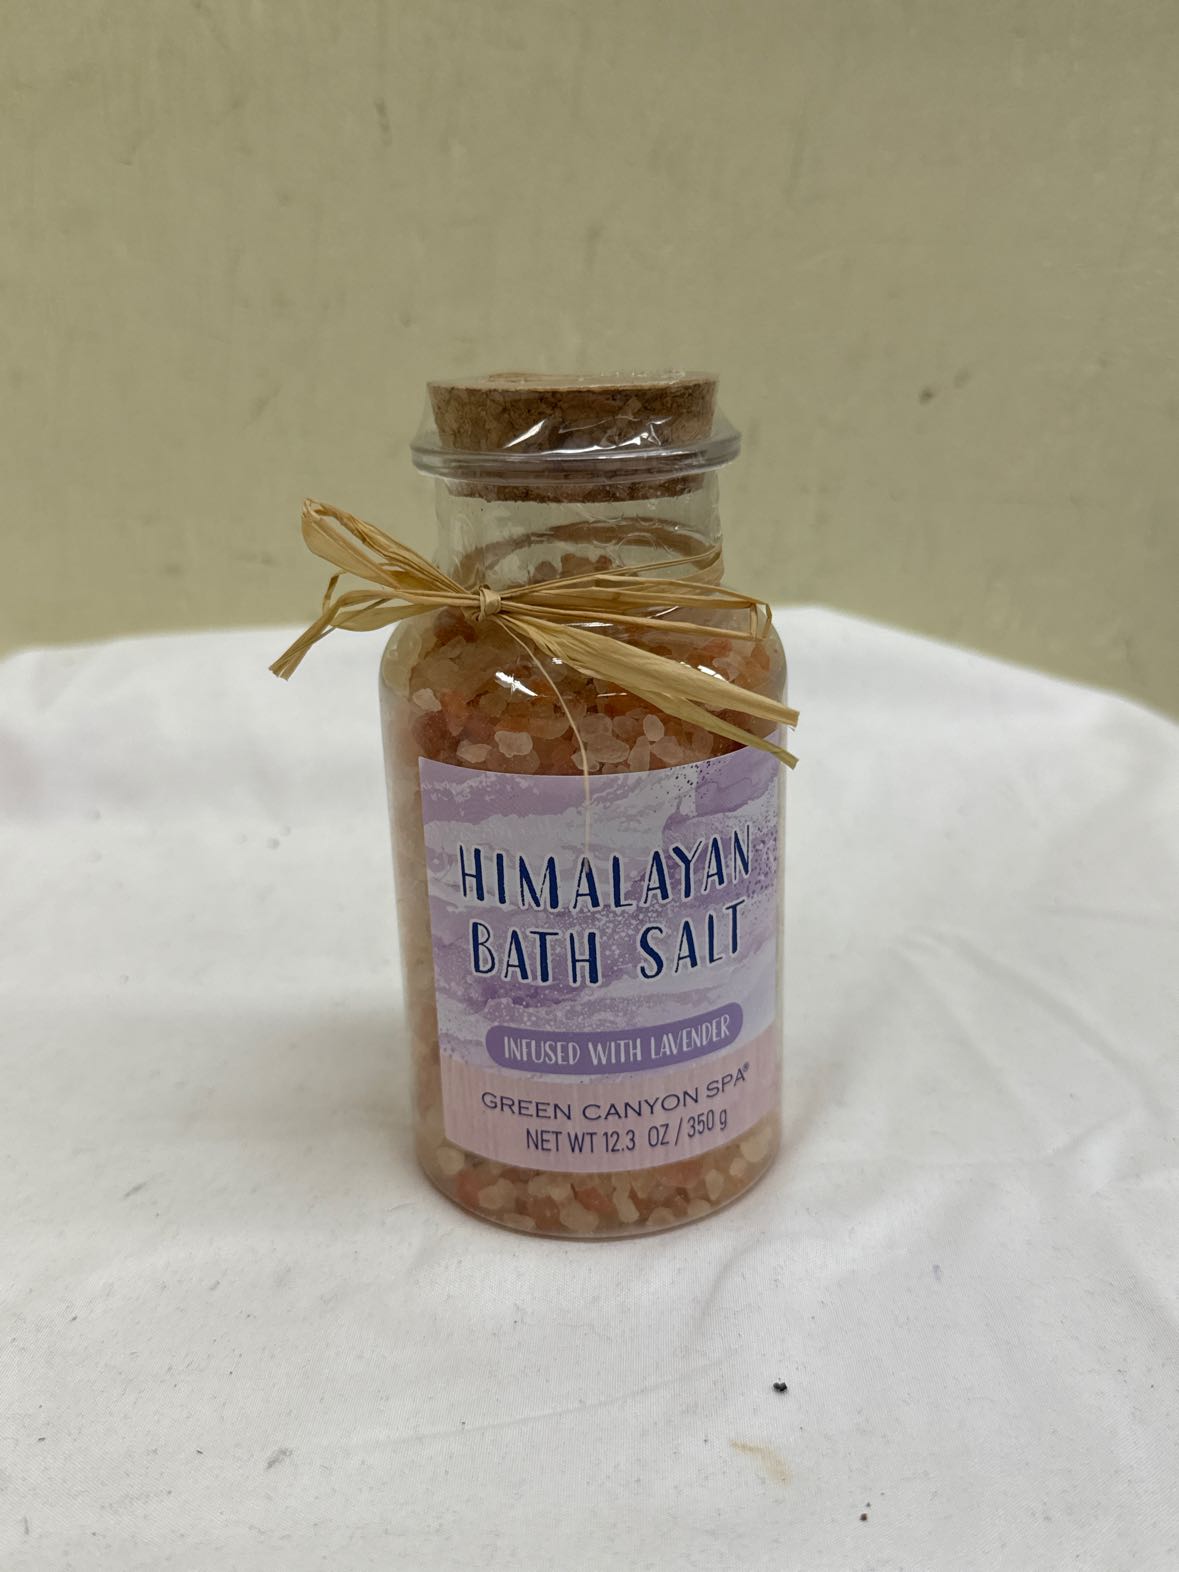 HIMALAYAN
BATH SALT
INFUSED WITH LAVENDER
GREEN CANYON SPA®
NET WT 12.3 OZ / 350 g